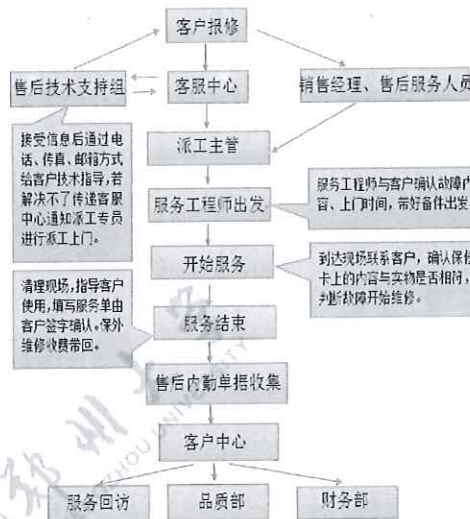 客户报修
售后技术支持组
客服中心
销售经理、售后服务人员
接受信息后通过电
话、传真、邮箱方式
给客户技术指导,若
解决不了传递客服
中心通知派工专员
进行派工上门。
派工主管
服务工程师出发
服务工程师与客户确认故障内
容、上门时间,带好备件出发
开始服务
到达现场联系客户,确认保修
卡上的内容与实物是否相符,
判断故障开始维修。
清理现场,指导客户
使用,填写服务单由
客户签字确认。保外
维修收费带回。
服务结束
售后内勤单据收集
客户中心
服务回访
品质部
财务部
郑州大
ZHOU UNIVERSITY